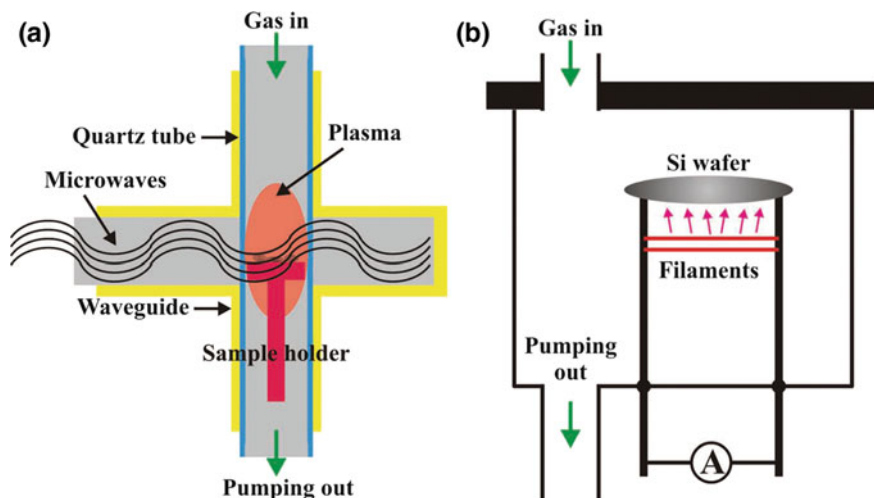 (a)
Gas in
Quartz tube
Plasma
Microwaves
Waveguide
Sample holder
Pumping out
(b)
Gas in
Si wafer
Filaments
Pumping
out
A